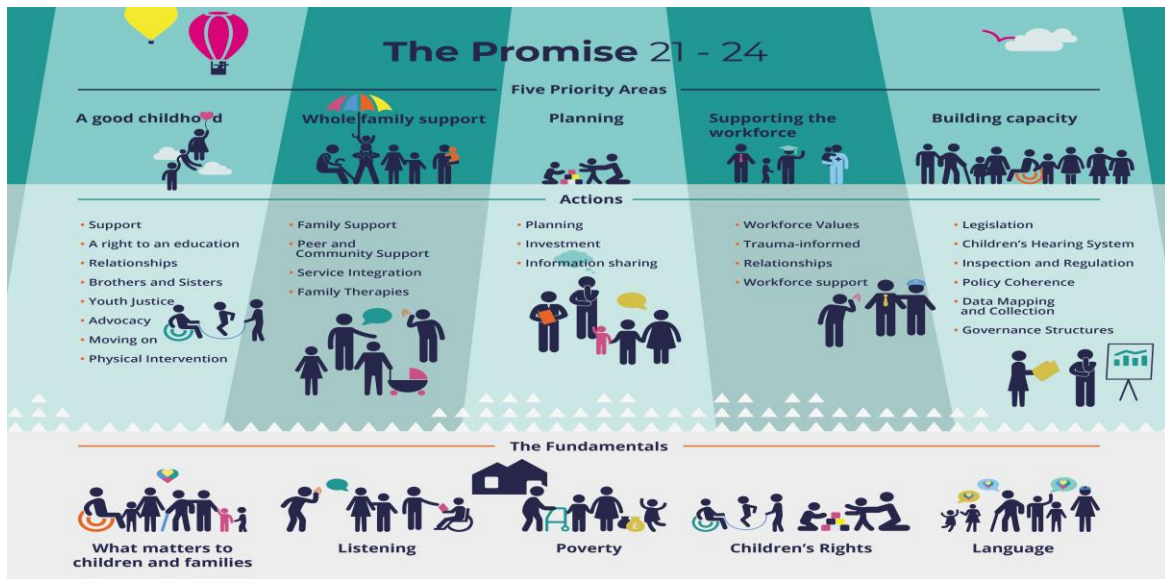 The Promise 21 - 24
Five Priority Areas
A good childhood
Whole family support
Planning
Supporting the
workforce
Building capacity
Actions
• Support
• A right to an education
• Relationships
• Brothers and Sisters
• Youth Justice
• Advocacy
• Moving on
• Physical Intervention
• Family Support
• Peer and
Community Support
• Service Integration
• Family Therapies
• Planning
• Investment
• Information sharing
• Workforce Values
• Trauma-informed
• Relationships
• Workforce support
• Legislation
• Children's Hearing System
• Inspection and Regulation
• Policy Coherence
• Data Mapping
and Collection
• Governance Structures
The Fundamentals
What matters to
children and families
Listening
Poverty
Children's Rights
Language